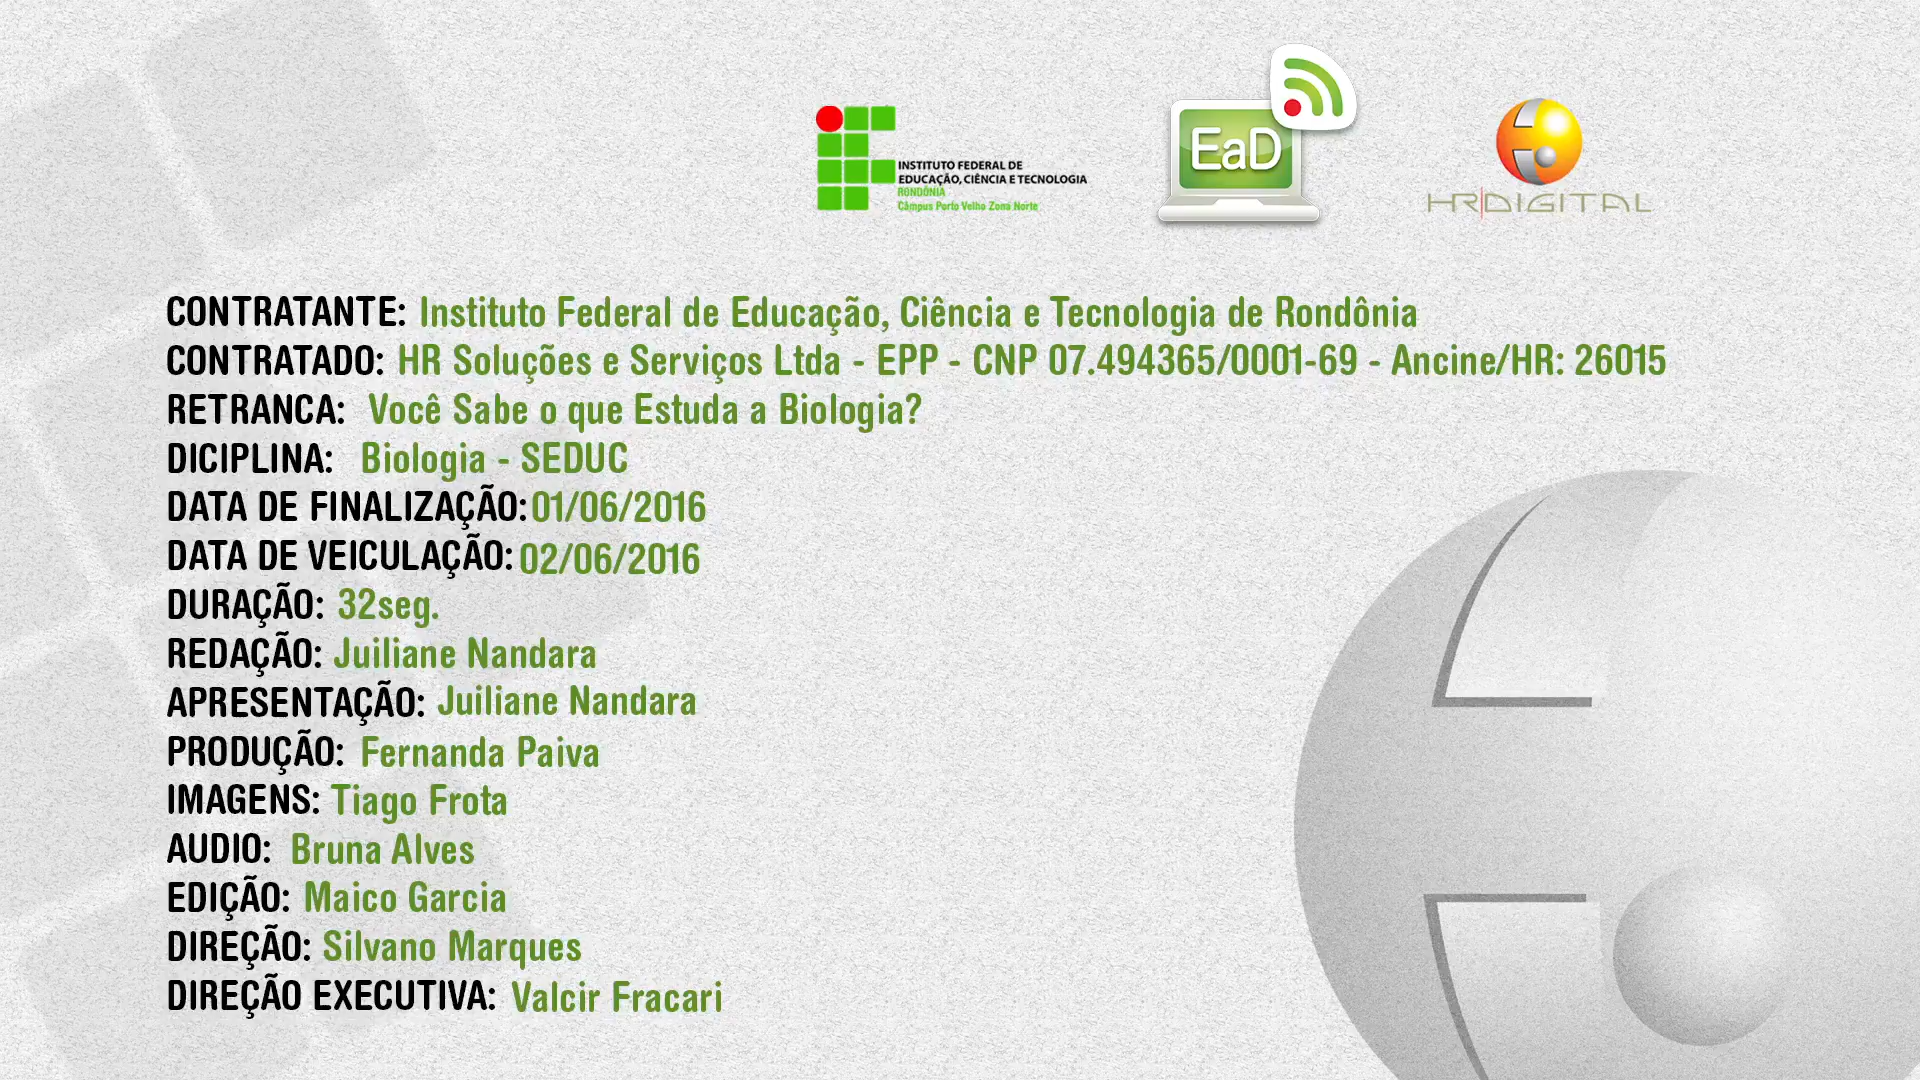 INSTITUTO FEDERAL DE
EDUCAÇÃO, CIÊNCIA E TECNOLOGIA
RONDÔNIA
Câmpus Porto Velho Zona Norte
EaD
HR DIGITAL
CONTRATANTE: Instituto Federal de Educação, Ciência e Tecnologia de Rondônia
CONTRATADO: HR Soluções e Serviços Ltda - EPP - CNP 07.494365/0001-69 - Ancine/HR: 26015
RETRANCA: Você Sabe o que Estuda a Biologia?
DICIPLINA: Biologia - SEDUC
DATA DE FINALIZAÇÃO: 01/06/2016
DATA DE VEICULAÇÃO: 02/06/2016
DURAÇÃO: 32seg.
REDAÇÃO: Juiliane Nandara
APRESENTAÇÃO: Juiliane Nandara
PRODUÇÃO: Fernanda Paiva
IMAGENS: Tiago Frota
AUDIO: Bruna Alves
EDIÇÃO: Maico Garcia
DIREÇÃO: Silvano Marques
DIREÇÃO EXECUTIVA: Valcir Fracari